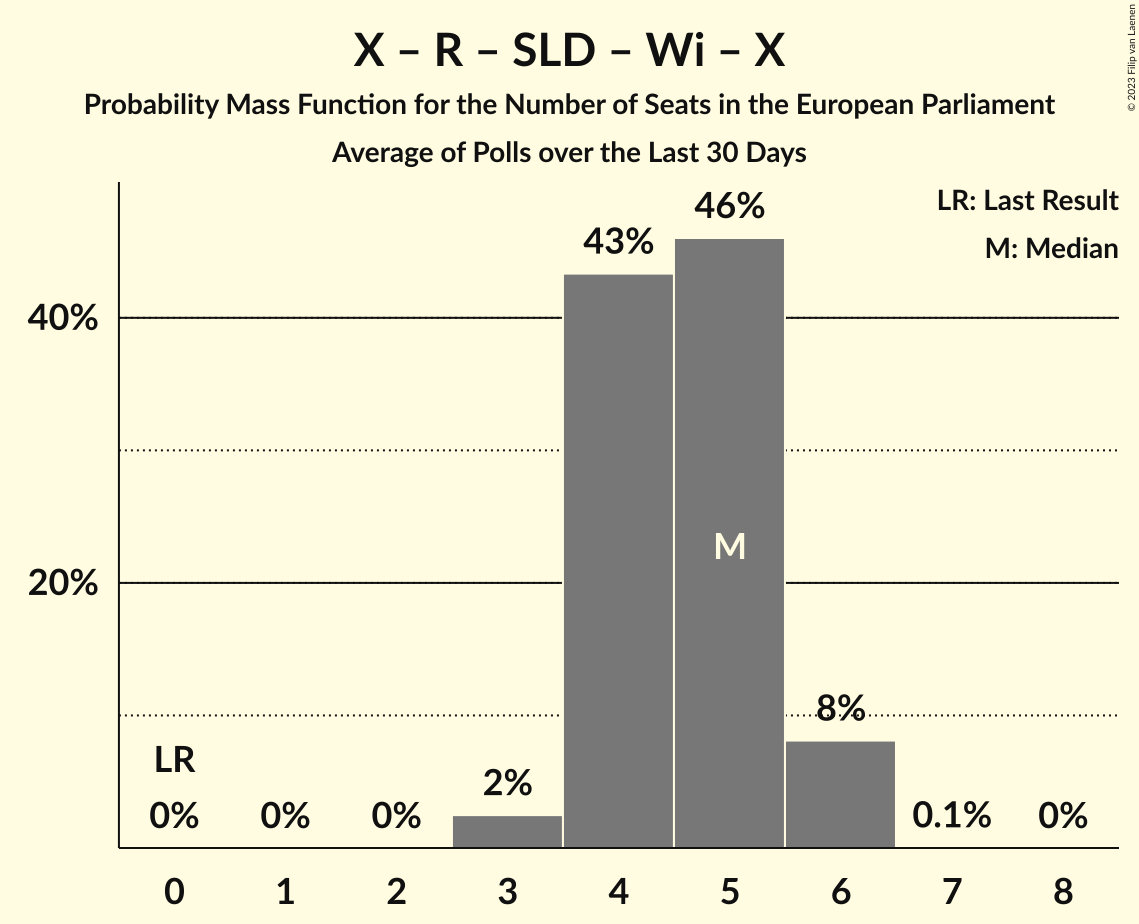 X – R – SLD – Wi – X
Probability Mass Function for the Number of Seats in the European Parliament
Average of Polls over the Last 30 Days
© 2023 Filip van Laenen
LR: Last Result
M: Median
46%
43%
40%
M
20%
8%
LR
2%
0% 0% 0% 0.1% 0%
0 1 2 3 4 5 6 7 8